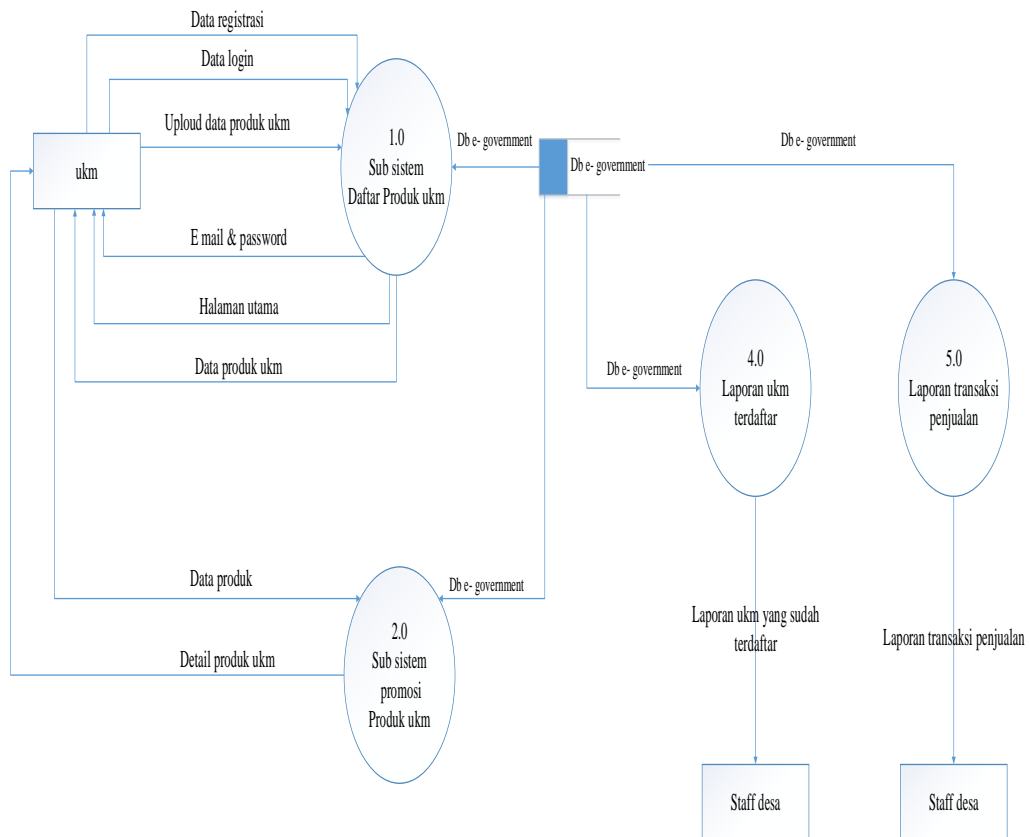 Data registrasi
Data login
Uploud data produk ukm
ukm
1.0
Sub sistem
Daftar Produk ukm
Db e- government
Db e- government
Db e- government
E mail & password
Halaman utama
Data produk ukm
Db e- government
4.0
Laporan ukm
terdaftar
5.0
Laporan transaksi
penjualan
Data produk
Db e- government
Detail produk ukm
2.0
Sub sistem
promosi
Produk ukm
Laporan ukm yang sudah
terdaftar
Laporan transaksi penjualan
Staff desa
Staff desa